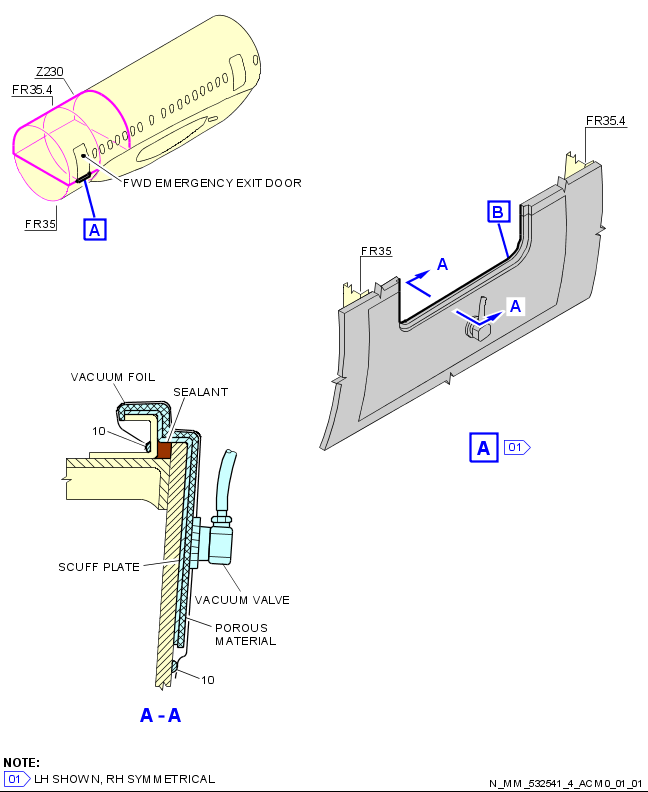 Z230
FR35.4
FWD EMERGENCY EXIT DOOR
FR35
A
FR35.4
B
FR35
A
A
A
01
VACUUM FOIL
SEALANT
10
SCUFF PLATE
VACUUM VALVE
POROUS
MATERIAL
10
A - A
NOTE:
01 LH SHOWN, RH SYMMETRICAL
N_MM_532541_4_ACM0_01_01